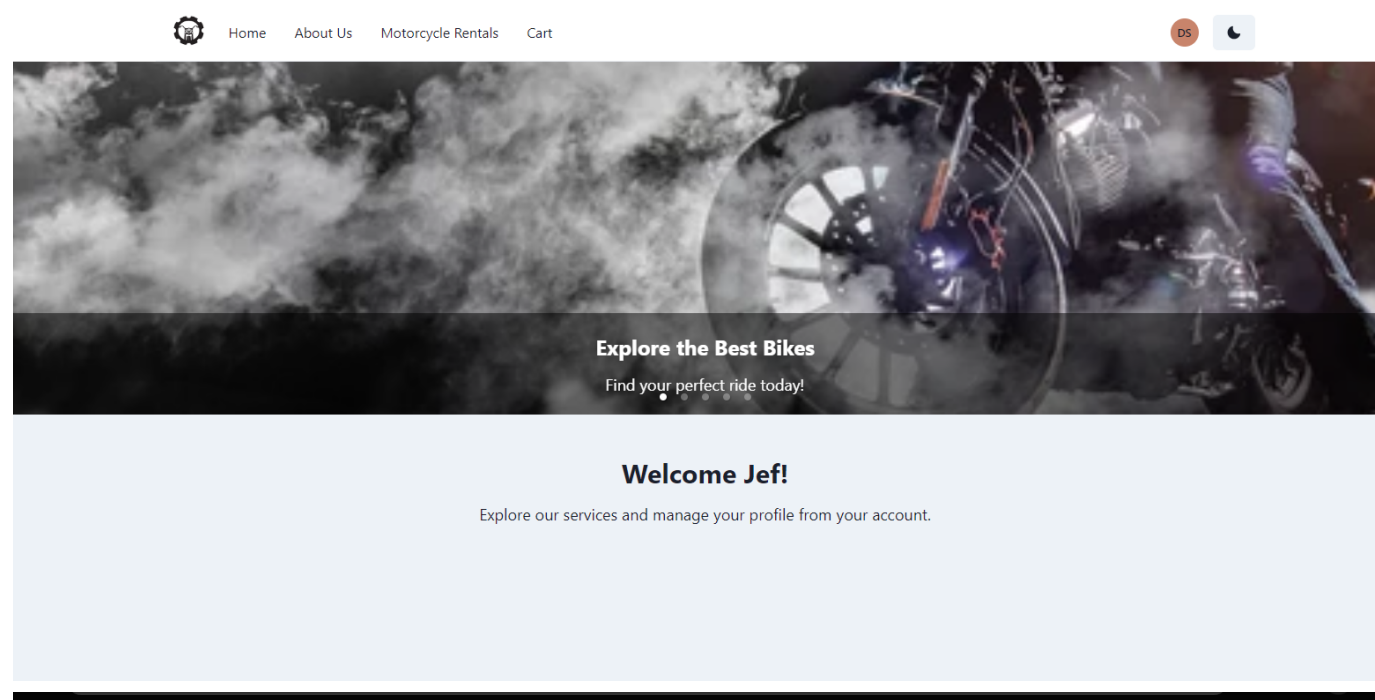 Home About Us Motorcycle Rentals Cart DS
Explore the Best Bikes
Find your perfect ride today!
Welcome Jef!
Explore our services and manage your profile from your account.